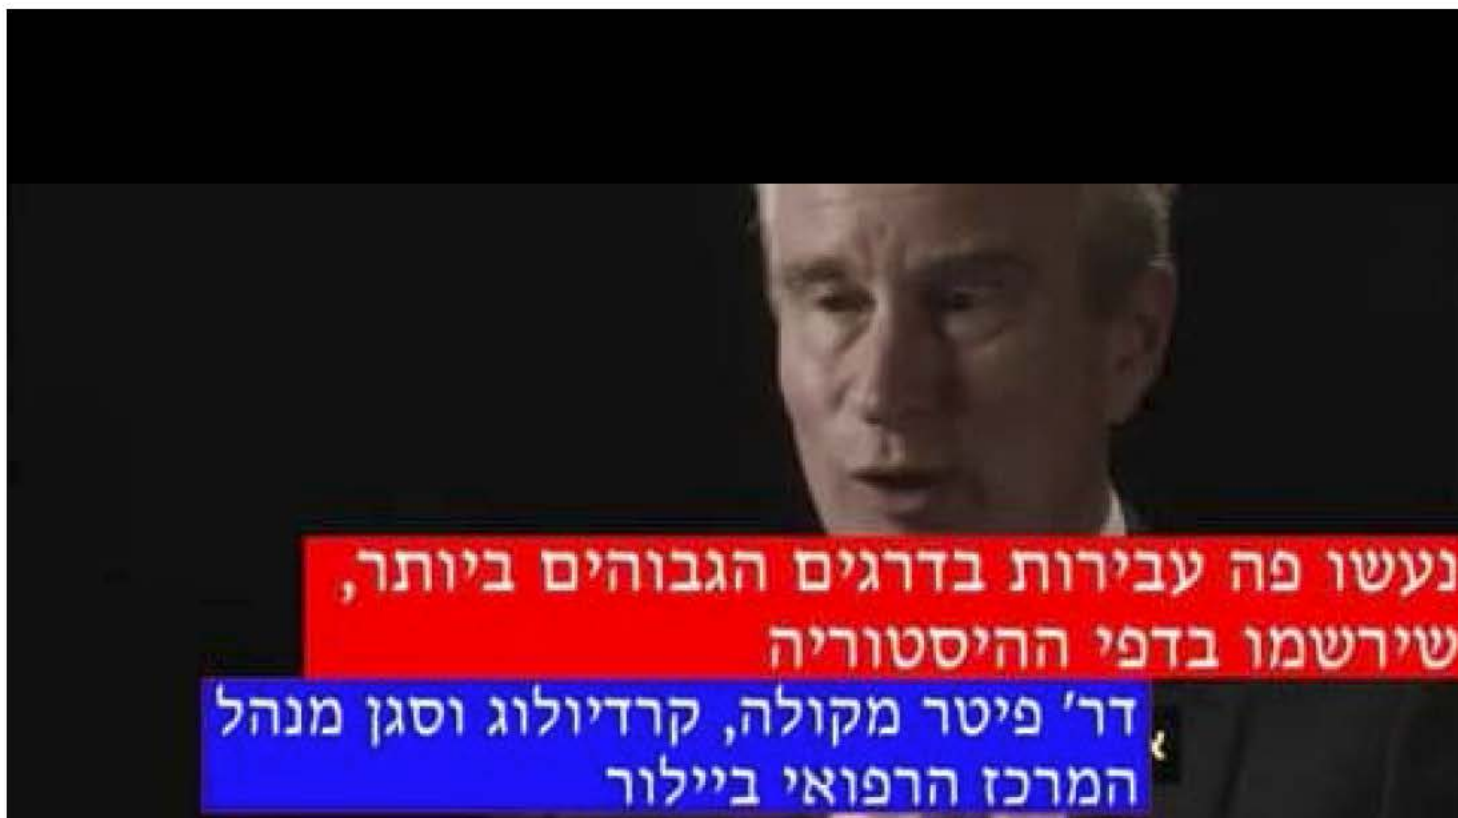 נעשו פה עבירות בדרגים הגבוהים ביותר,
שירשמו בדפי ההיסטוריה
דר' פיטר מקולה, קרדיולוג וסגן מנהל
המרכז הרפואי ביילור